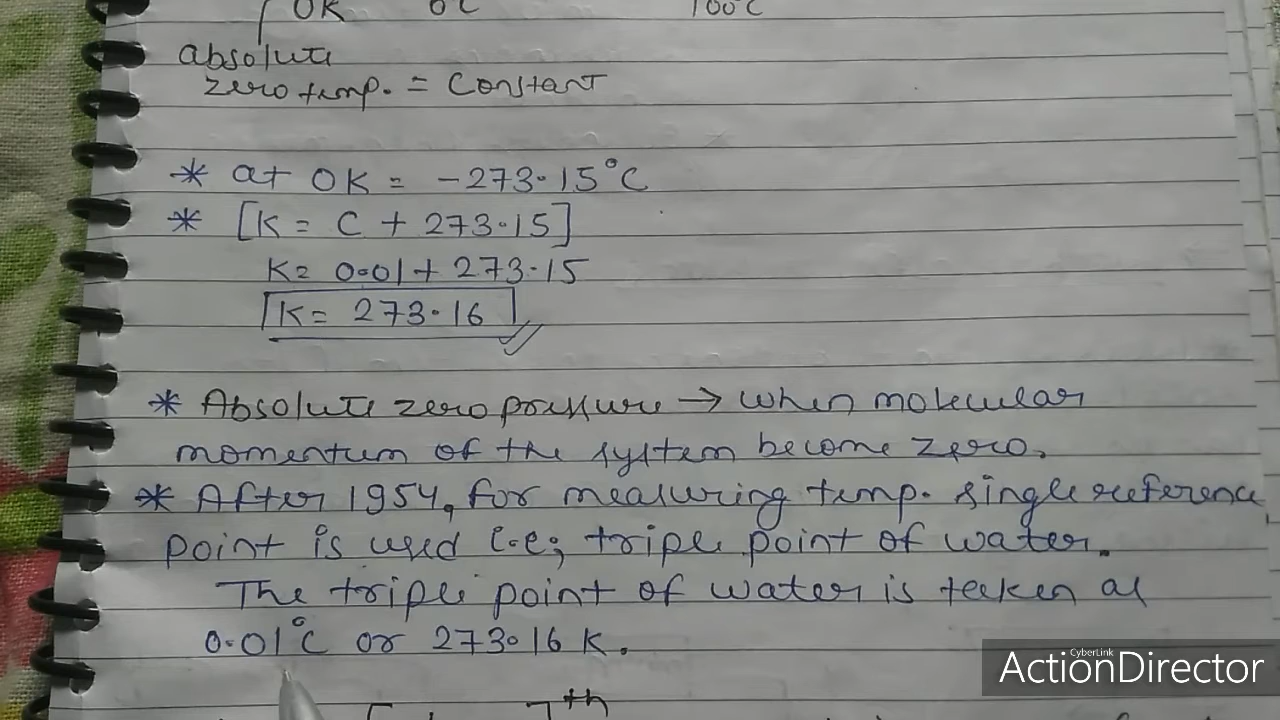 0K 0°C 100°C
absolute
zero temp. = Constant
* at 0K = -273.15°C
* [K = C + 273.15]
K = 0.01 + 273.15
K = 273.16
* Absolute zero pressure → when molecular
momentum of the system become zero.
* After 1954, for measuring temp. single reference
point is used i.e; triple point of water.
The triple point of water is taken as
0.01°C or 273.16 K.
7th
CyberLink
ActionDirector